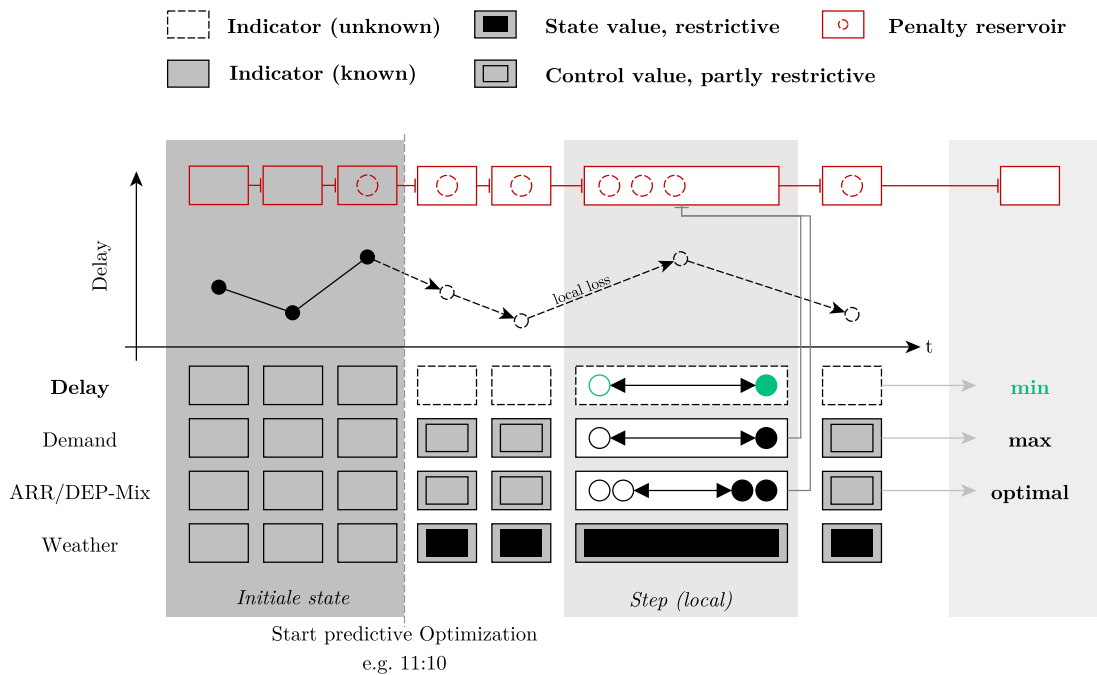 Indicator (unknown)
State value, restrictive
Penalty reservoir
Indicator (known)
Control value, partly restrictive
Delay
local loss
t
Delay
min
Demand
max
ARR/DEP-Mix
optimal
Weather
Initiale state
Step (local)
Start predictive Optimization
e.g. 11:10